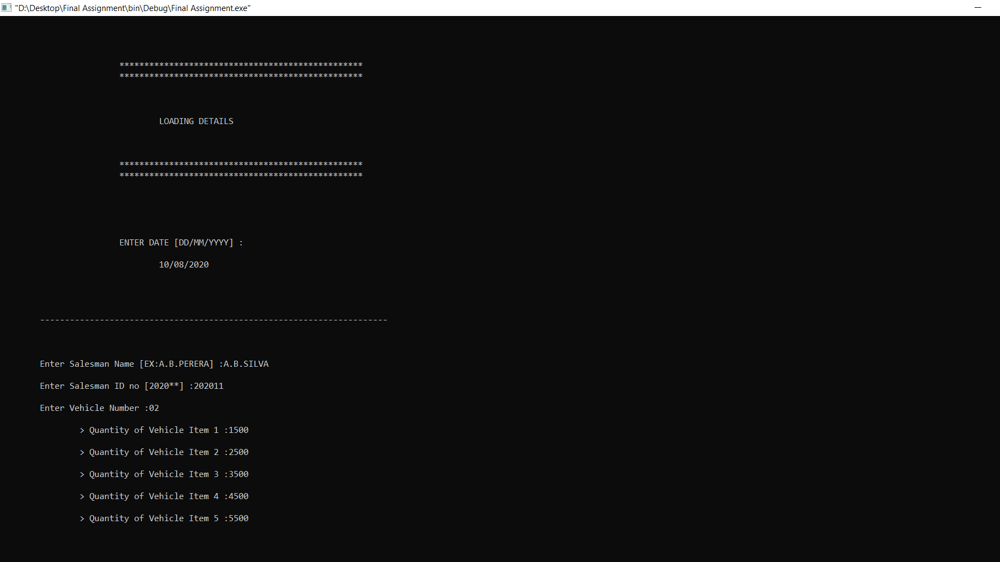 "D:\Desktop\Final Assignment\bin\Debug\Final Assignment.exe"
*************************************************
*************************************************
LOADING DETAILS
*************************************************
*************************************************
ENTER DATE [DD/MM/YYYY] :
10/08/2020
----------------------------------------------------------------------
Enter Salesman Name [EX:A.B.PERERA] :A.B.SILVA
Enter Salesman ID no [2020**] :202011
Enter Vehicle Number :02
> Quantity of Vehicle Item 1 :1500
> Quantity of Vehicle Item 2 :2500
> Quantity of Vehicle Item 3 :3500
> Quantity of Vehicle Item 4 :4500
> Quantity of Vehicle Item 5 :5500